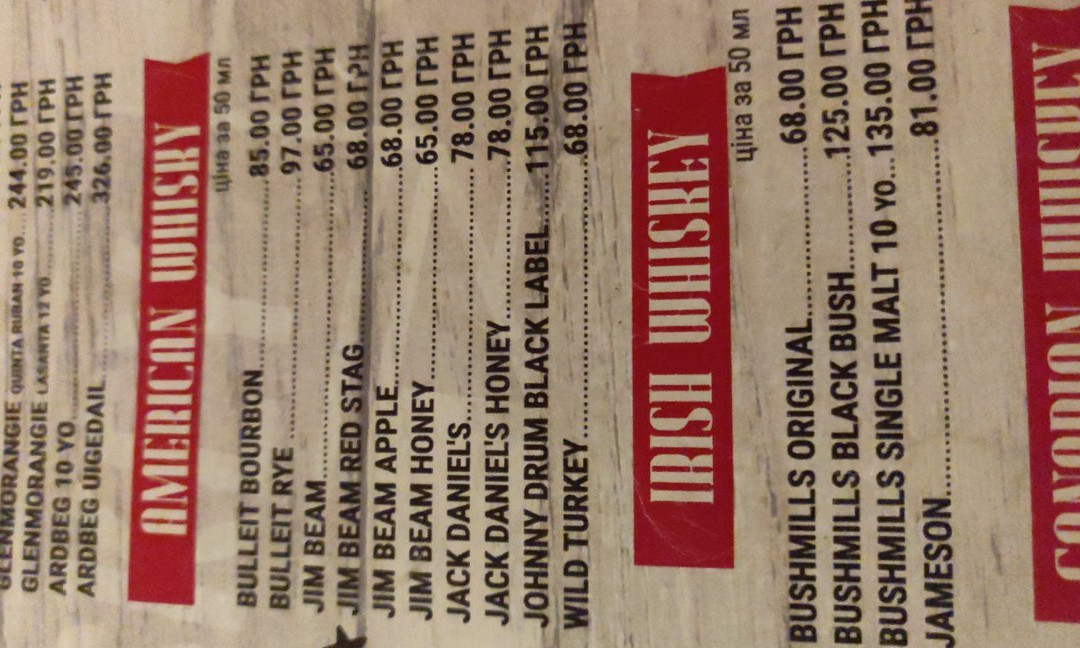 GLENMORANGIE QUINTA RUBAN 10 YO...244.00 ГРН
GLENMORANGIE LASANTA 12 YO...219.00 ГРН
ARDBEG 10 YO...245.00 ГРН
ARDBEG UIGEDAIL...326.00 ГРН
AMERICAN WHISKY
ціна за 50 мл
BULLEIT BOURBON...85.00 ГРН
BULLEIT RYE...97.00 ГРН
JIM BEAM...65.00 ГРН
JIM BEAM RED STAG...68.00 ГРН
JIM BEAM APPLE...68.00 ГРН
JIM BEAM HONEY...65.00 ГРН
JACK DANIEL'S...78.00 ГРН
JACK DANIEL'S HONEY...78.00 ГРН
JOHNNY DRUM BLACK LABEL...115.00 ГРН
WILD TURKEY...68.00 ГРН
IRISH WHISKEY
ціна за 50 мл
BUSHMILLS ORIGINAL...68.00 ГРН
BUSHMILLS BLACK BUSH...125.00 ГРН
BUSHMILLS SINGLE MALT 10 YO...135.00 ГРН
JAMESON...81.00 ГРН